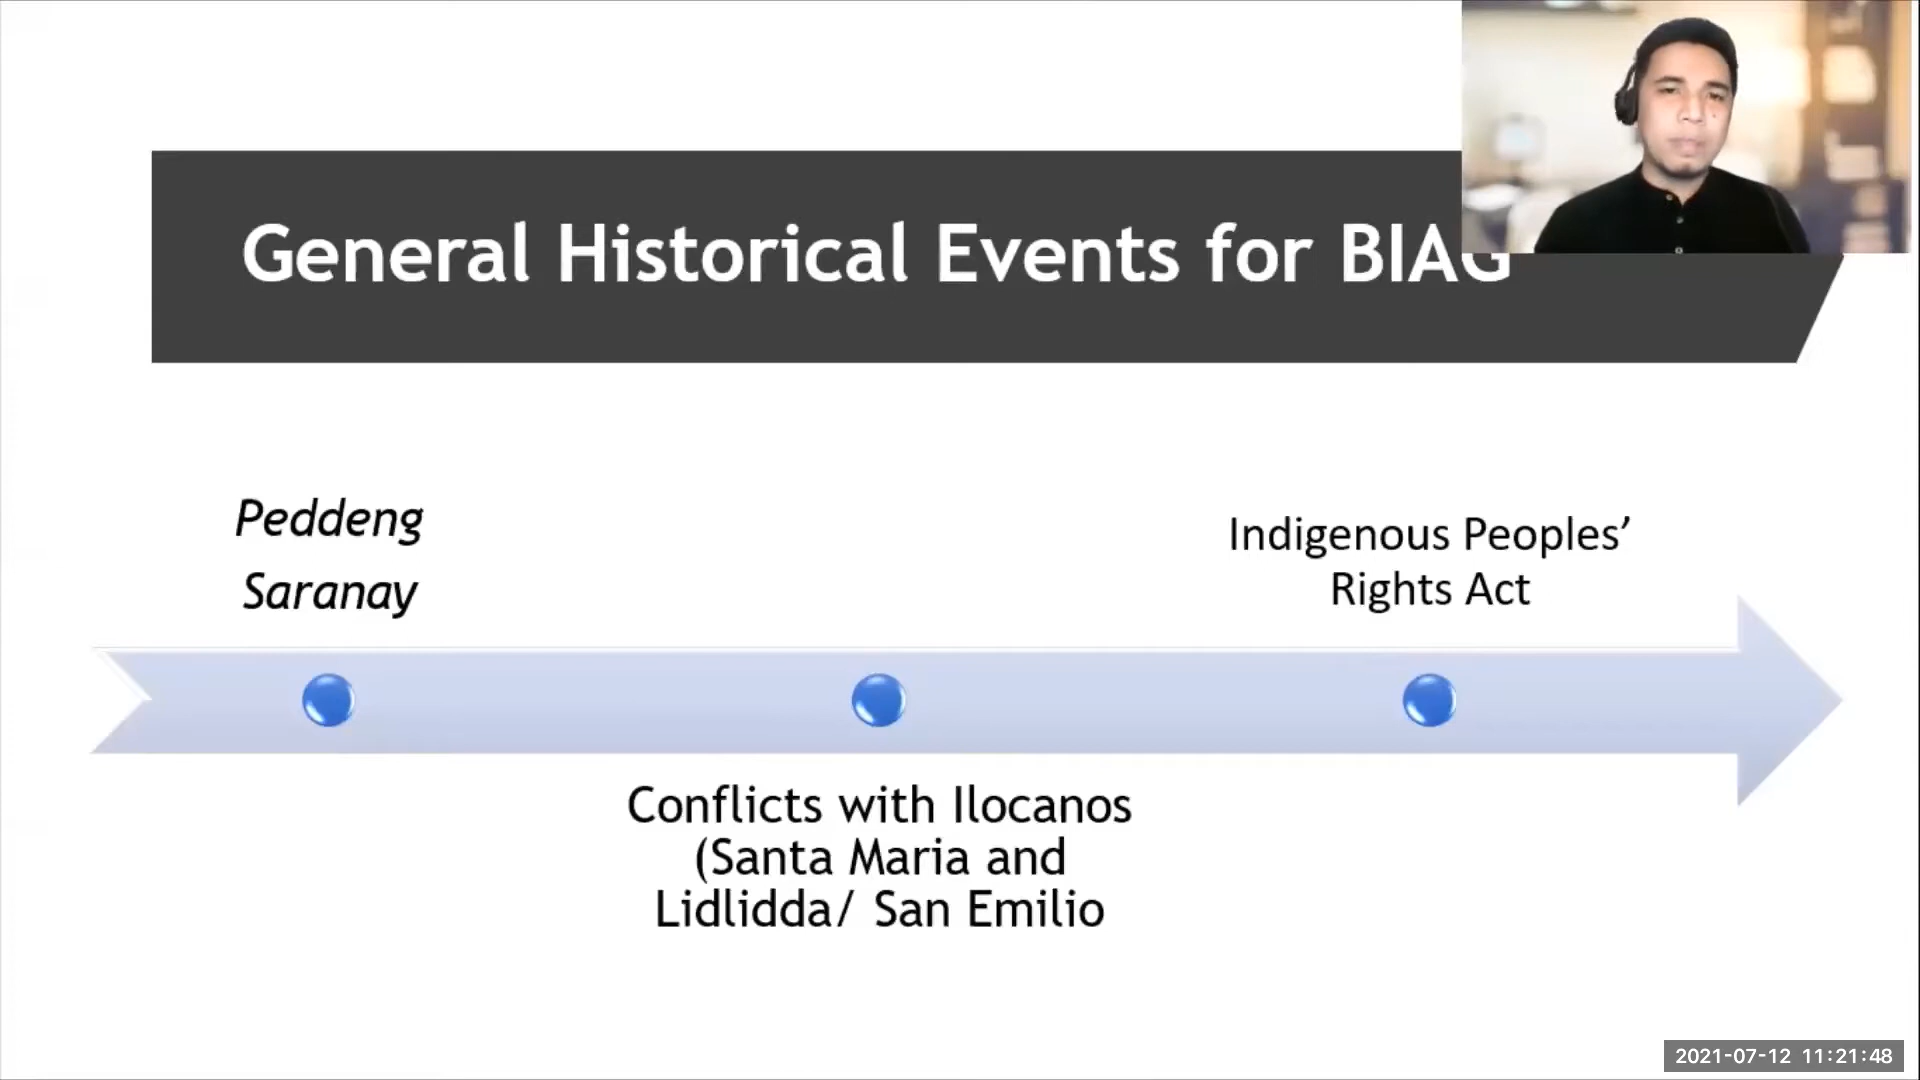 General Historical Events for BIAG
Peddeng
Saranay
Indigenous Peoples’
Rights Act
Conflicts with Ilocanos
(Santa Maria and
Lidlidda/ San Emilio
2021-07-12 11:21:48